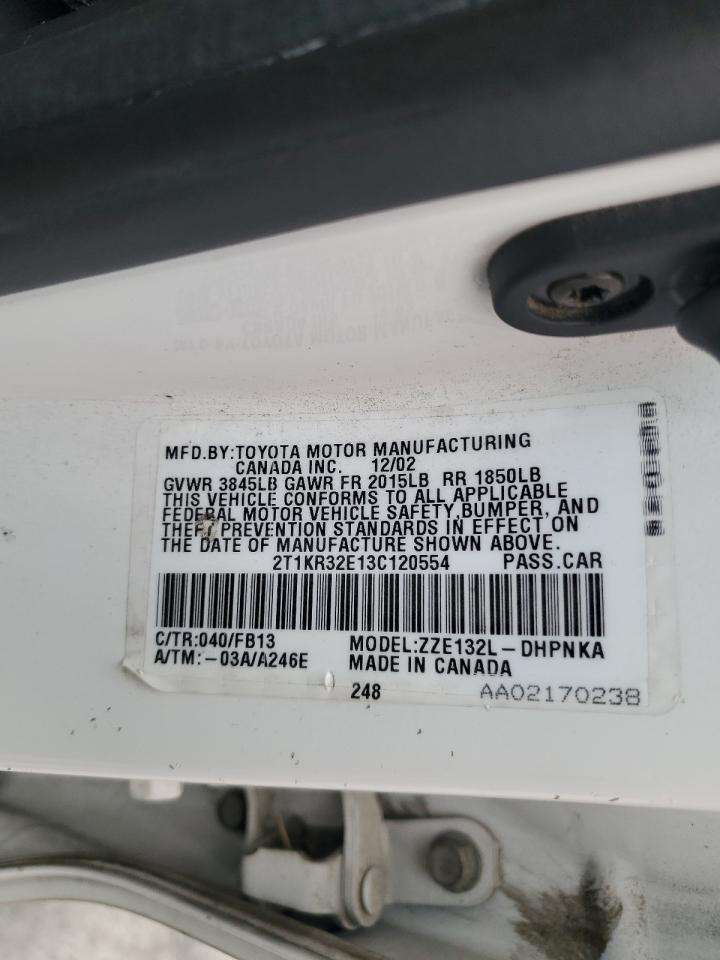 MFD.BY:TOYOTA MOTOR MANUFACTURING
CANADA INC. 12/02
GVWR 3845LB GAWR FR 2015LB RR 1850LB
THIS VEHICLE CONFORMS TO ALL APPLICABLE
FEDERAL MOTOR VEHICLE SAFETY,BUMPER, AND
THEFT PREVENTION STANDARDS IN EFFECT ON
THE DATE OF MANUFACTURE SHOWN ABOVE.
2T1KR32E13C120554 PASS.CAR
C/TR:040/FB13 MODEL:ZZE132L-DHPNKA
A/TM:-03A/A246E MADE IN CANADA
248 AA02170238